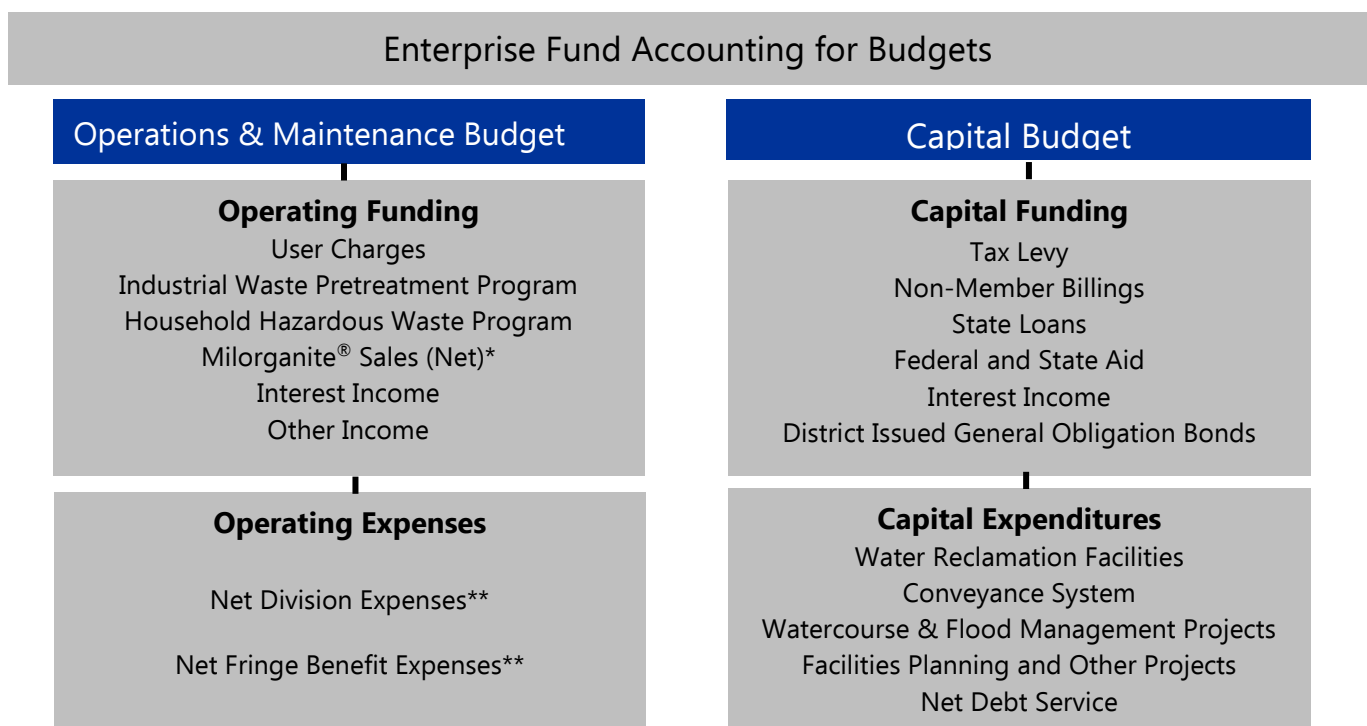 Enterprise Fund Accounting for Budgets
Operations & Maintenance Budget
Operating Funding
User Charges
Industrial Waste Pretreatment Program
Household Hazardous Waste Program
Milorganite® Sales (Net)*
Interest Income
Other Income
Operating Expenses
Net Division Expenses**
Net Fringe Benefit Expenses**
Capital Budget
Capital Funding
Tax Levy
Non-Member Billings
State Loans
Federal and State Aid
Interest Income
District Issued General Obligation Bonds
Capital Expenditures
Water Reclamation Facilities
Conveyance System
Watercourse & Flood Management Projects
Facilities Planning and Other Projects
Net Debt Service